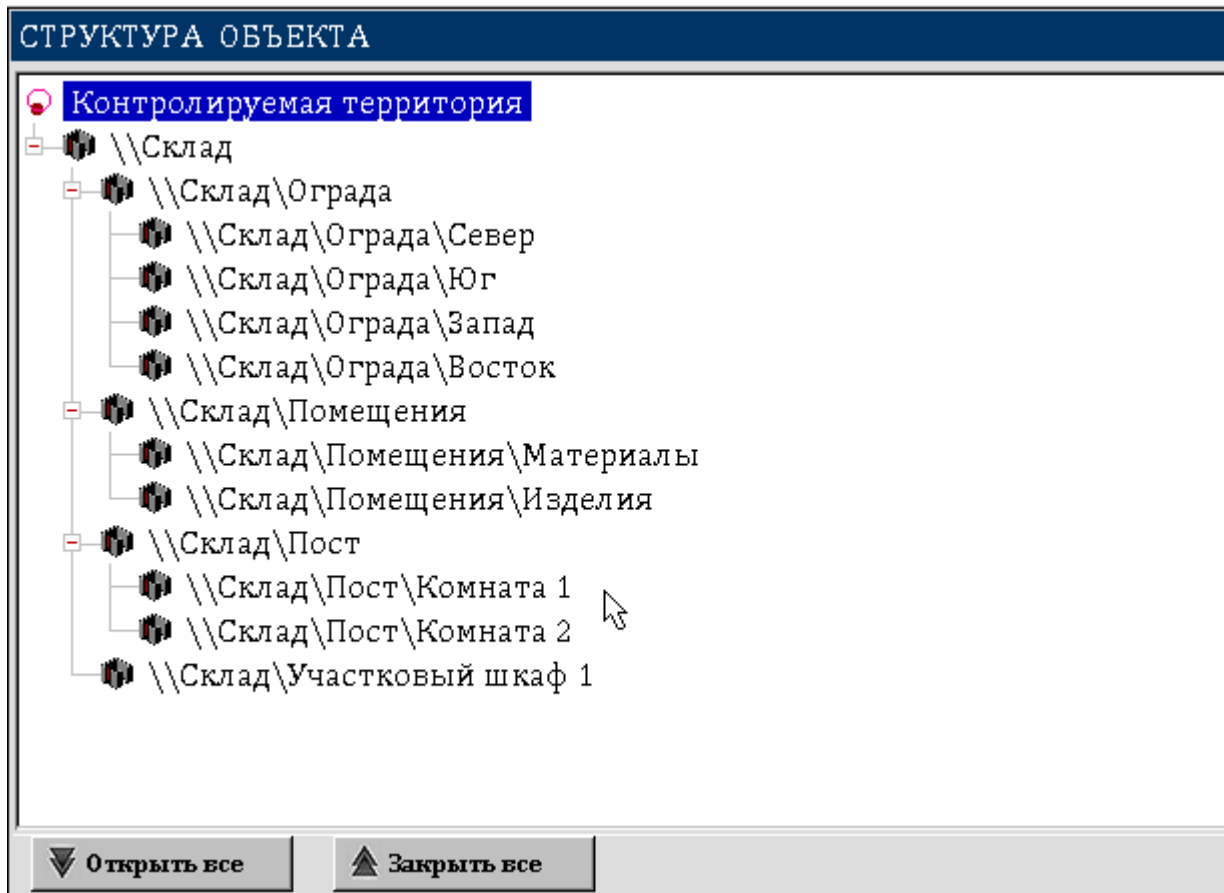 СТРУКТУРА ОБЪЕКТА
Контролируемая территория
\\Склад
\\Склад\Ограда
\\Склад\Ограда\Север
\\Склад\Ограда\Юг
\\Склад\Ограда\Запад
\\Склад\Ограда\Восток
\\Склад\Помещения
\\Склад\Помещения\Материалы
\\Склад\Помещения\Изделия
\\Склад\Пост
\\Склад\Пост\Комната 1
\\Склад\Пост\Комната 2
\\Склад\Участковый шкаф 1
Открыть все Закрыть все